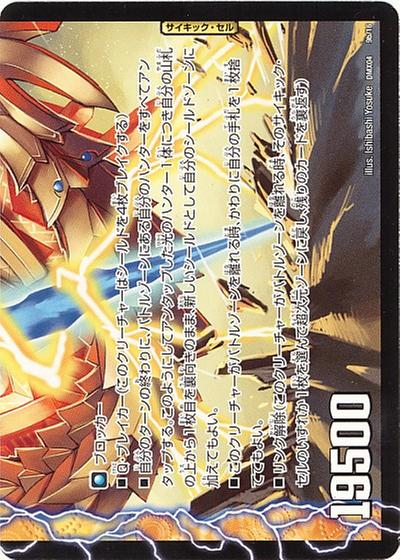 サイキック・セル
ブロッカー
■Q・ブレイカー(このクリーチャーはシールドを4枚ブレイクする)
■自分のターンの終わりに、バトルゾーンにある自分のハンターをすべてアン
タップする。このようにしてアンタップした光のハンター1体につき自分の山札
の上から1枚目を裏向きのまま、新しいシールドとして自分のシールドゾーンに
加えてもよい。
■このクリーチャーがバトルゾーンを離れる時、かわりに自分の手札を1枚捨
ててもよい。
■リンク解除(このクリーチャーがバトルゾーンを離れる時、そのサイキック・
セルのいずれか1枚を選んで超次元ゾーンに戻し、残りのカードを裏返す)
19500
illus. Ishibashi Yosuke
DMX04
9b/16